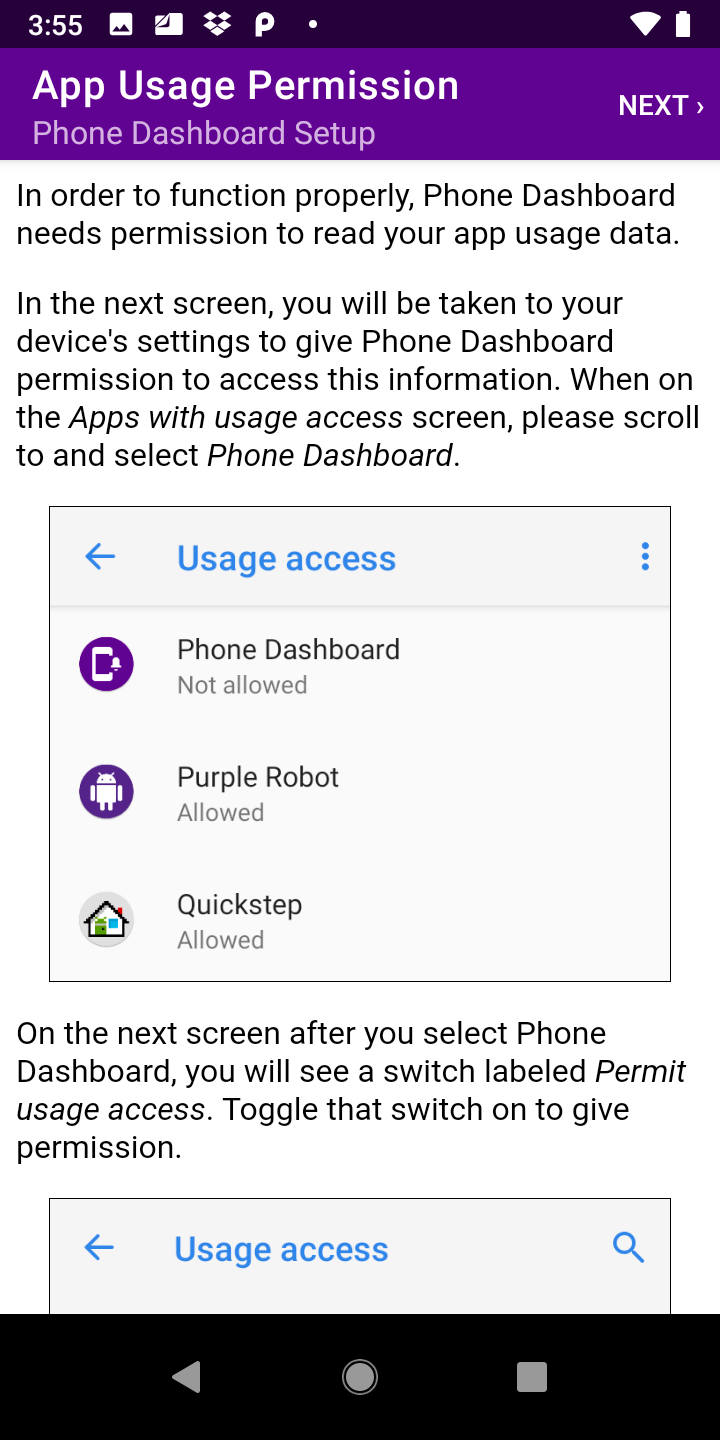 3:55
App Usage Permission
NEXT ›
Phone Dashboard Setup
In order to function properly, Phone Dashboard
needs permission to read your app usage data.
In the next screen, you will be taken to your
device's settings to give Phone Dashboard
permission to access this information. When on
the Apps with usage access screen, please scroll
to and select Phone Dashboard.
Usage access
Phone Dashboard
Not allowed
Purple Robot
Allowed
Quickstep
Allowed
On the next screen after you select Phone
Dashboard, you will see a switch labeled Permit
usage access. Toggle that switch on to give
permission.
Usage access